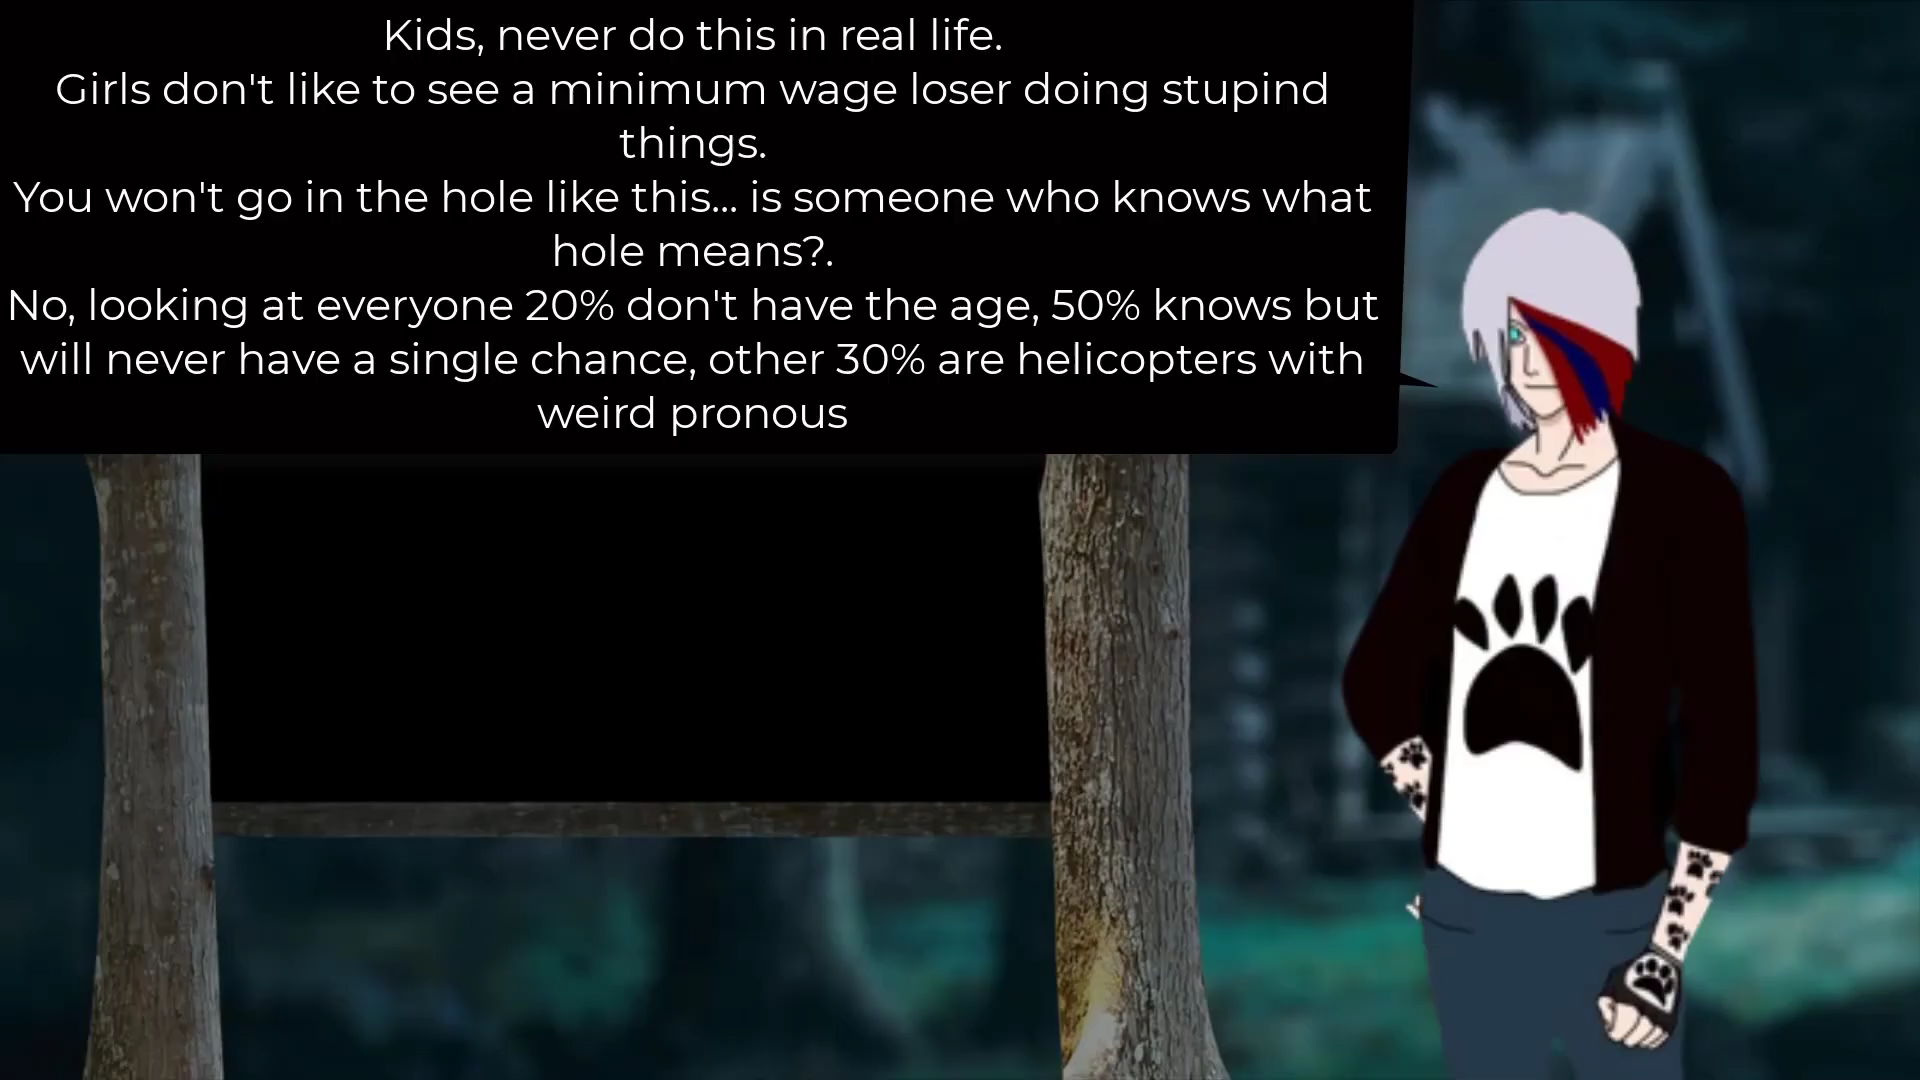 Kids, never do this in real life.
Girls don't like to see a minimum wage loser doing stupind
things.
You won't go in the hole like this... is someone who knows what
hole means?.
No, looking at everyone 20% don't have the age, 50% knows but
will never have a single chance, other 30% are helicopters with
weird pronous